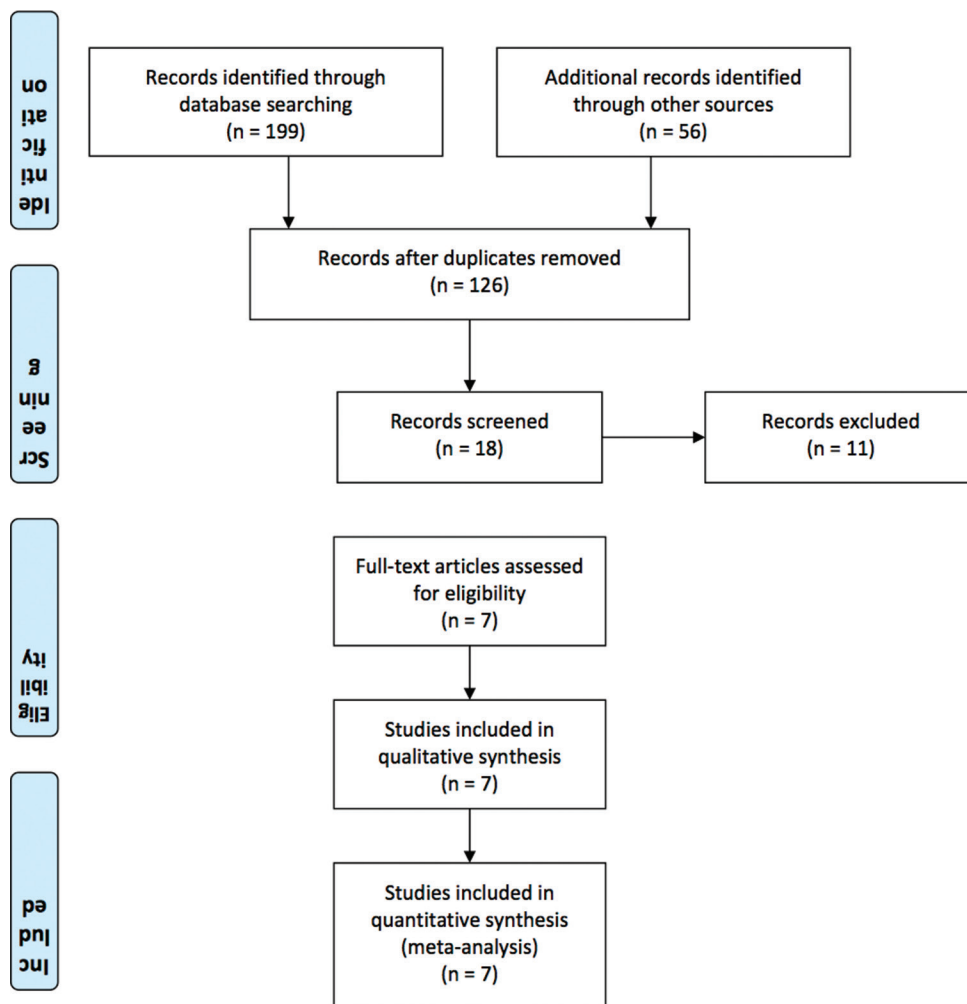 Ide
nti
fic
ati
on
Records identified through
database searching
(n = 199)
Additional records identified
through other sources
(n = 56)
Records after duplicates removed
(n = 126)
Scr
ee
nin
g
Records screened
(n = 18)
Records excluded
(n = 11)
Elig
ibil
ity
Full-text articles assessed
for eligibility
(n = 7)
Studies included in
qualitative synthesis
(n = 7)
Inc
lud
ed
Studies included in
quantitative synthesis
(meta-analysis)
(n = 7)